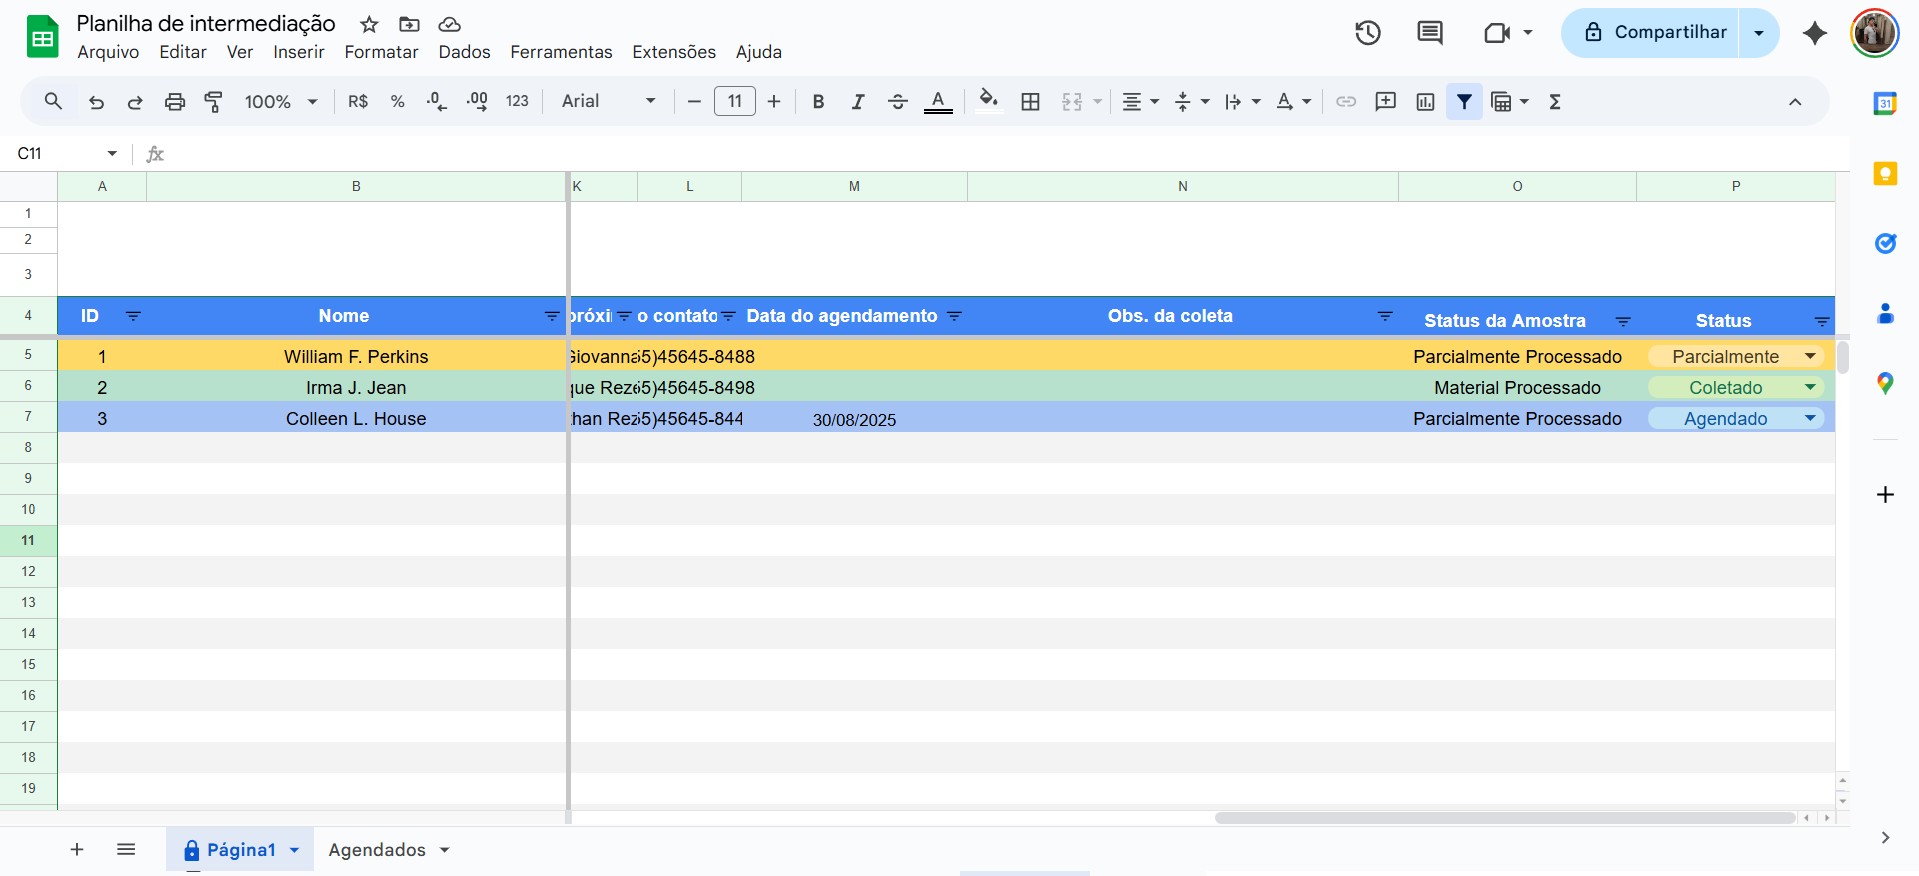 Planilha de intermediação
Arquivo Editar Ver Inserir Formatar Dados Ferramentas Extensões Ajuda
Compartilhar
100% R$ % .0 .00 123 Arial 11 B I A A Σ
31
C11 fx
A B K L M N O P
1
2
3
4 ID Nome próxi o contato Data do agendamento Obs. da coleta Status da Amostra Status
5 1 William F. Perkins Giovanna 5)45645-8488 Parcialmente Processado Parcialmente
6 2 Irma J. Jean que Reze 5)45645-8498 Material Processado Coletado
7 3 Colleen L. House than Rez 5)45645-844 30/08/2025 Parcialmente Processado Agendado
8
9
10
11
12
13
14
15
16
17
18
19
Página1 Agendados